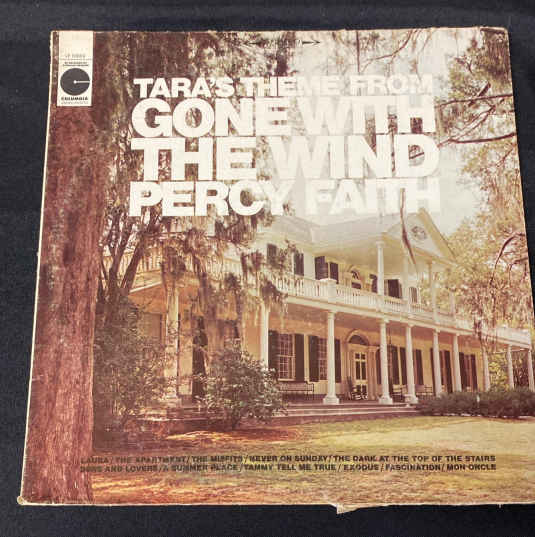 COLUMBIA
TARA'S THEME FROM
GONE WITH
THE WIND
PERCY FAITH
LAURA/THE APARTMENT/THE MISFITS/NEVER ON SUNDAY/THE DARK AT THE TOP OF THE STAIRS
SONS AND LOVERS/A SUMMER PLACE/TAMMY TELL ME TRUE/EXODUS/FASCINATION/MON ONCLE